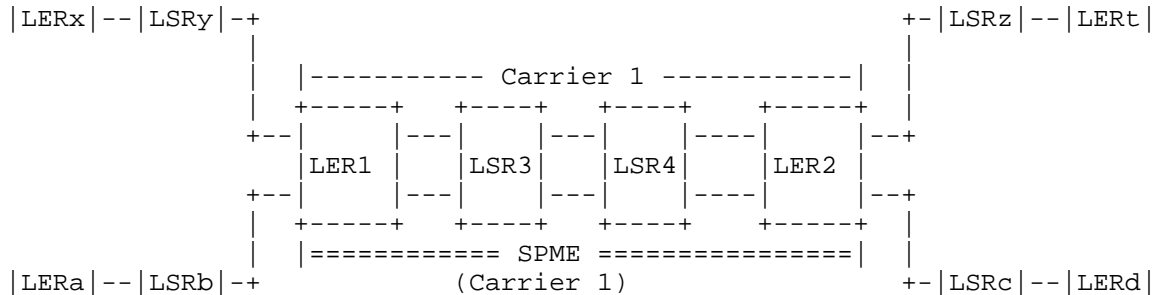 |LERx|--|LSRy|-+ +-|LSRz|--|LERt|
|----------- Carrier 1 ------------|
LER1 LSR3 LSR4 LER2
|============ SPME ================|
|LERa|--|LSRb|-+ (Carrier 1) +-|LSRc|--|LERd|